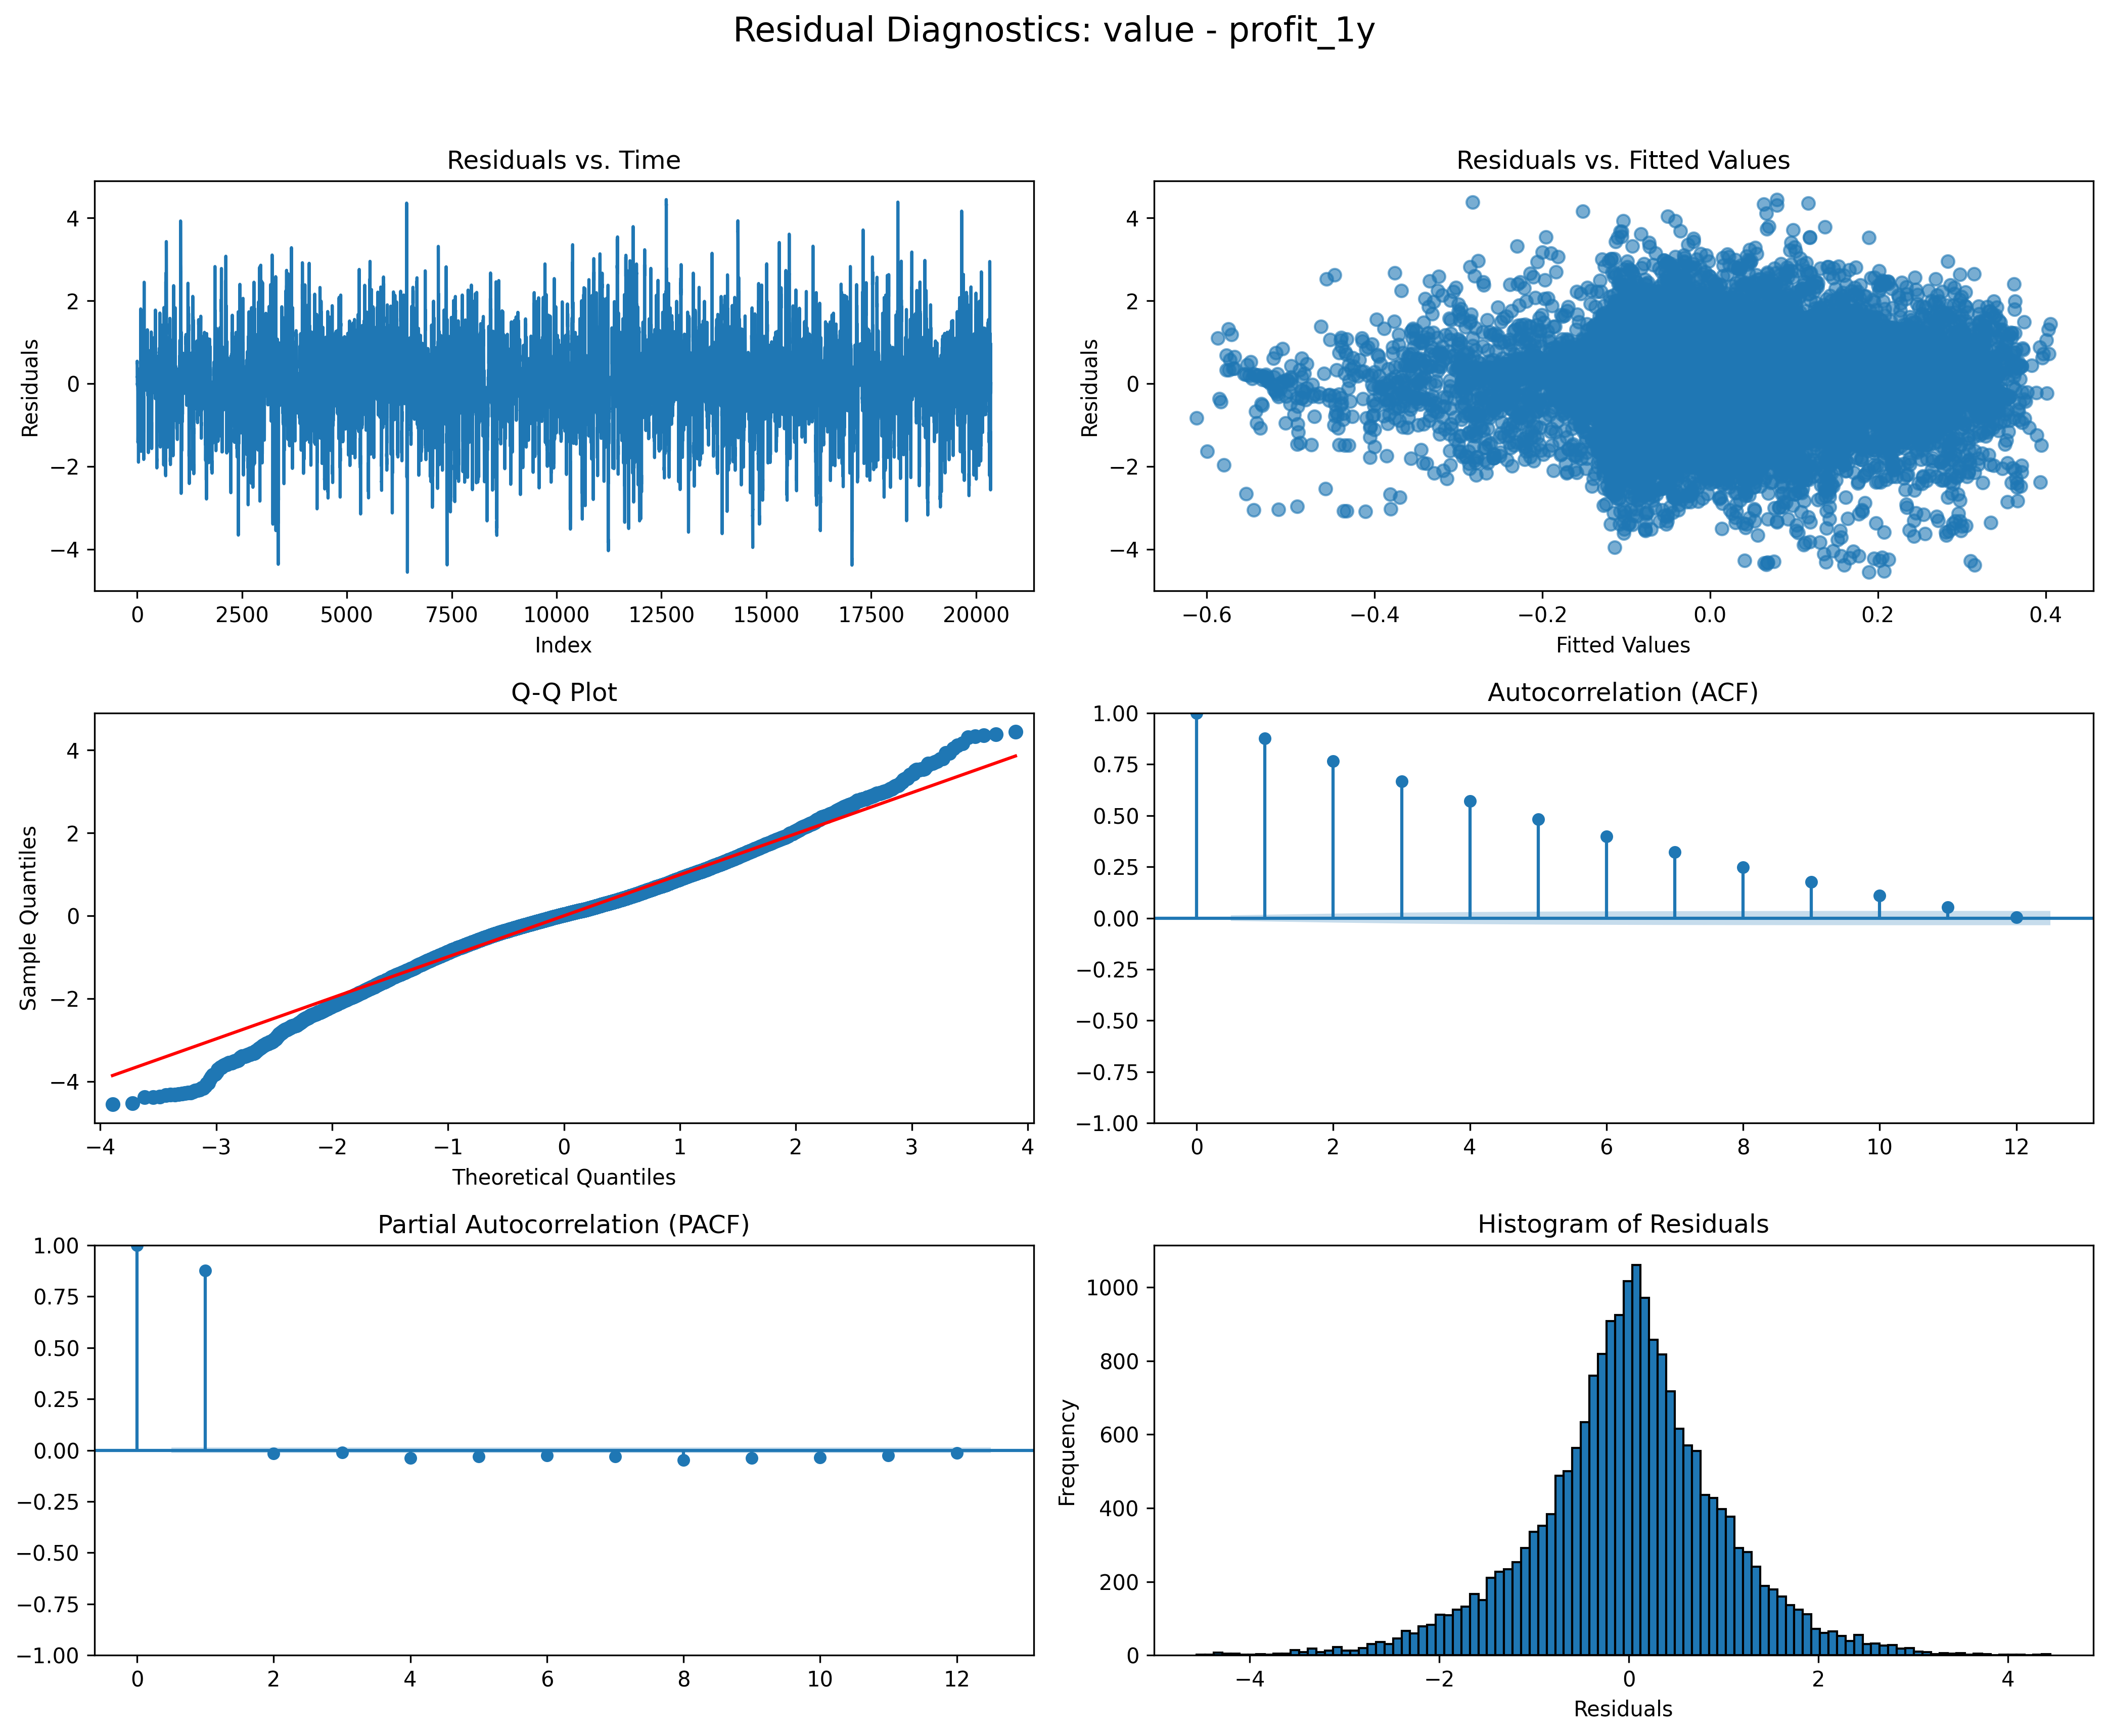 Residual Diagnostics: value - profit_1y
Residuals vs. Time
Residuals
4
2
0
−2
−4
0 2500 5000 7500 10000 12500 15000 17500 20000
Index
Residuals vs. Fitted Values
Residuals
4
2
0
−2
−4
−0.6 −0.4 −0.2 0.0 0.2 0.4
Fitted Values
Q-Q Plot
Sample Quantiles
4
2
0
−2
−4
−4 −3 −2 −1 0 1 2 3 4
Theoretical Quantiles
Autocorrelation (ACF)
1.00
0.75
0.50
0.25
0.00
−0.25
−0.50
−0.75
−1.00
0 2 4 6 8 10 12
Partial Autocorrelation (PACF)
1.00
0.75
0.50
0.25
0.00
−0.25
−0.50
−0.75
−1.00
0 2 4 6 8 10 12
Histogram of Residuals
Frequency
1000
800
600
400
200
0
−4 −2 0 2 4
Residuals